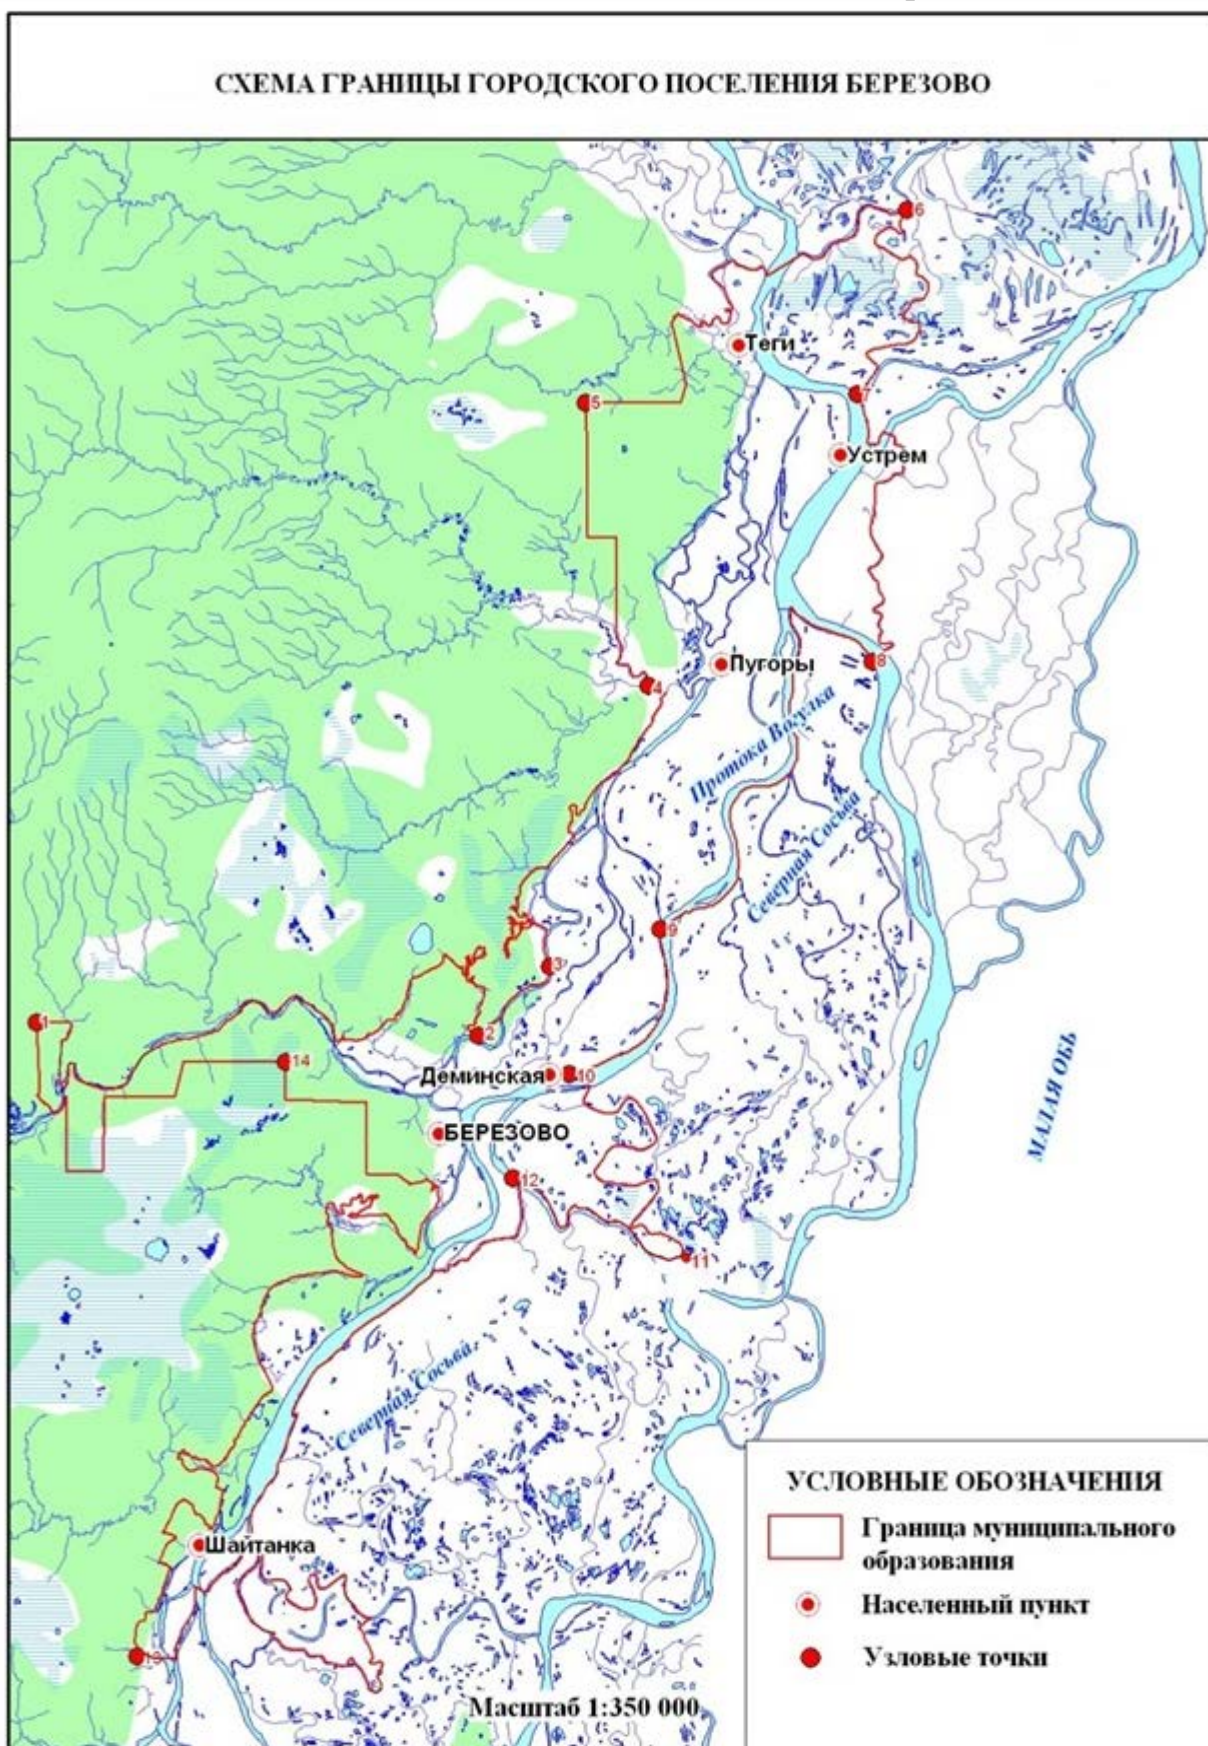 СХЕМА ГРАНИЦЫ ГОРОДСКОГО ПОСЕЛЕНИЯ БЕРЕЗОВО
6
Теги
7
5
Устрем
8
Пугоры
4
Протока Вогулка
Северная Сосьва
9
3
1
2
14
Деминская
10
МАЛАЯ ОБЬ
БЕРЕЗОВО
12
11
Северная Сосьва
Шайтанка
13
Масштаб 1:350 000
УСЛОВНЫЕ ОБОЗНАЧЕНИЯ
Граница муниципального
образования
Населенный пункт
Узловые точки